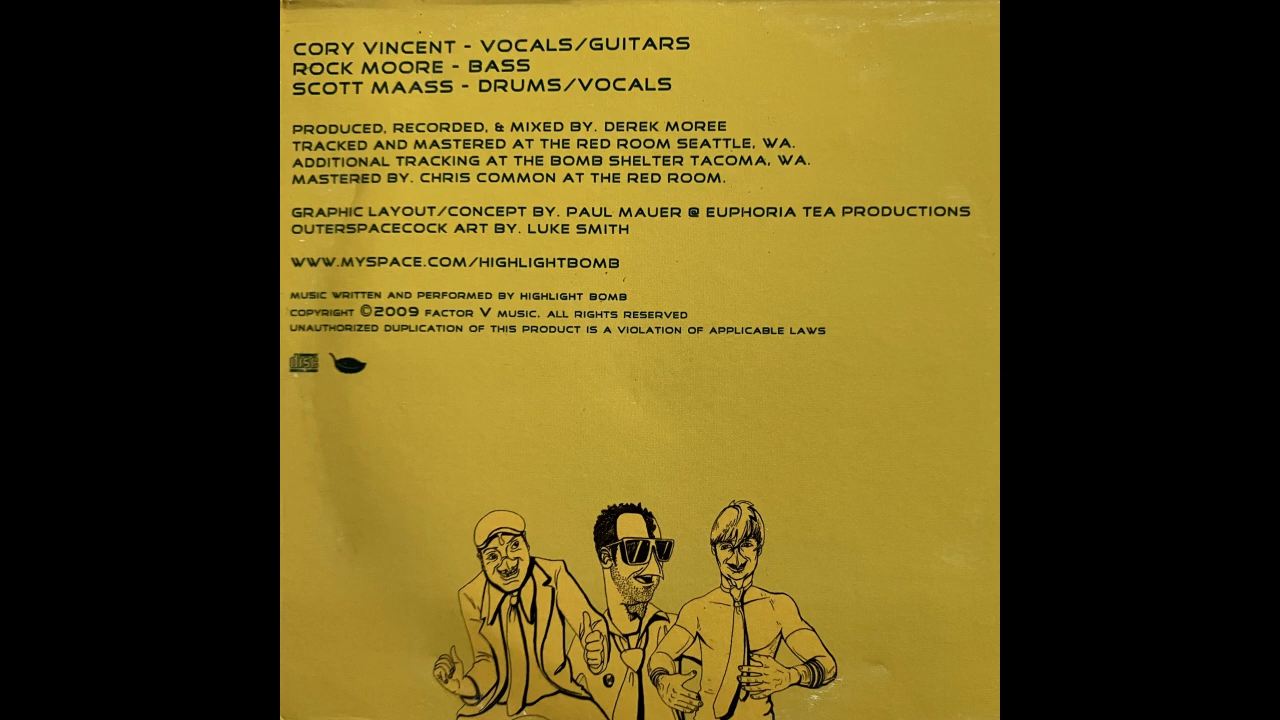 CORY VINCENT - VOCALS/GUITARS
ROCK MOORE - BASS
SCOTT MAASS - DRUMS/VOCALS
PRODUCED, RECORDED, & MIXED BY. DEREK MOREE
TRACKED AND MASTERED AT THE RED ROOM SEATTLE, WA.
ADDITIONAL TRACKING AT THE BOMB SHELTER TACOMA, WA.
MASTERED BY. CHRIS COMMON AT THE RED ROOM.
GRAPHIC LAYOUT/CONCEPT BY. PAUL MAUER @ EUPHORIA TEA PRODUCTIONS
OUTERSPACECOCK ART BY. LUKE SMITH
WWW.MYSPACE.COM/HIGHLIGHTBOMB
MUSIC WRITTEN AND PERFORMED BY HIGHLIGHT BOMB
COPYRIGHT ©2009 FACTOR V MUSIC. ALL RIGHTS RESERVED
UNAUTHORIZED DUPLICATION OF THIS PRODUCT IS A VIOLATION OF APPLICABLE LAWS
disc